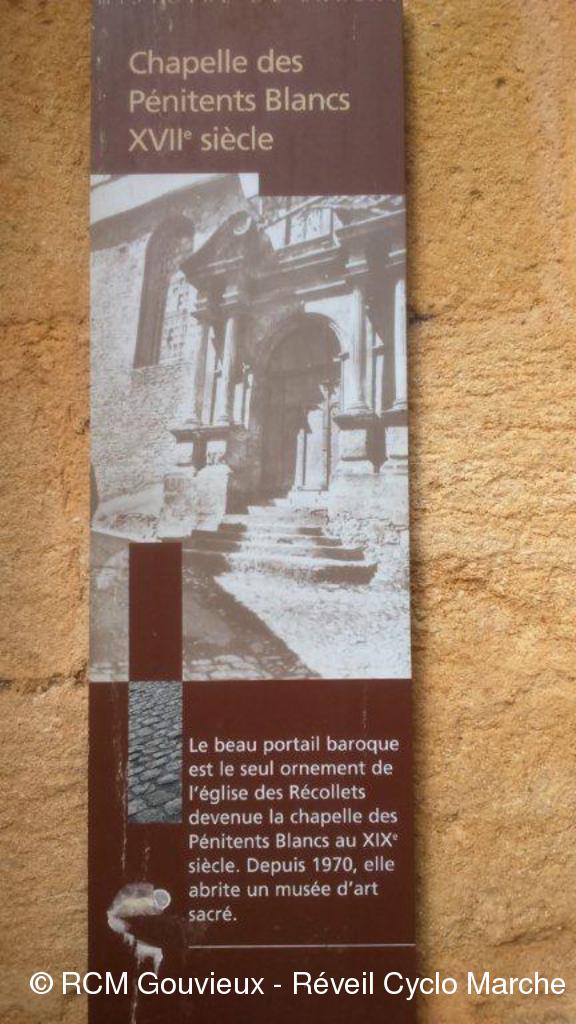 Chapelle des
Pénitents Blancs
XVIIe siècle
Le beau portail baroque
est le seul ornement de
l'église des Récollets
devenue la chapelle des
Pénitents Blancs au XIXe
siècle. Depuis 1970, elle
abrite un musée d'art
sacré.
© RCM Gouvieux - Réveil Cyclo Marche